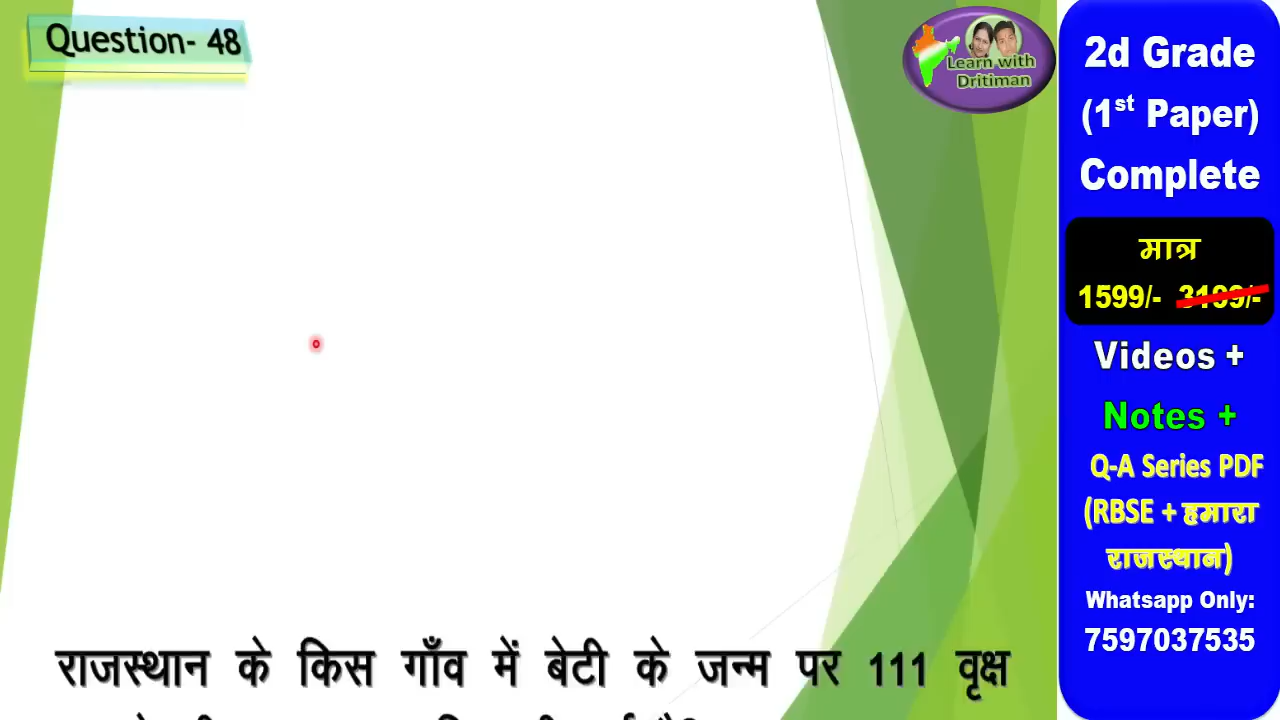 Question- 48
Learn with
Dritiman
2d Grade
(1st Paper)
Complete
मात्र
1599/- 3199/-
Videos +
Notes +
Q-A Series PDF
(RBSE + हमारा
राजस्थान)
Whatsapp Only:
7597037535
राजस्थान के किस गाँव में बेटी के जन्म पर 111 वृक्ष